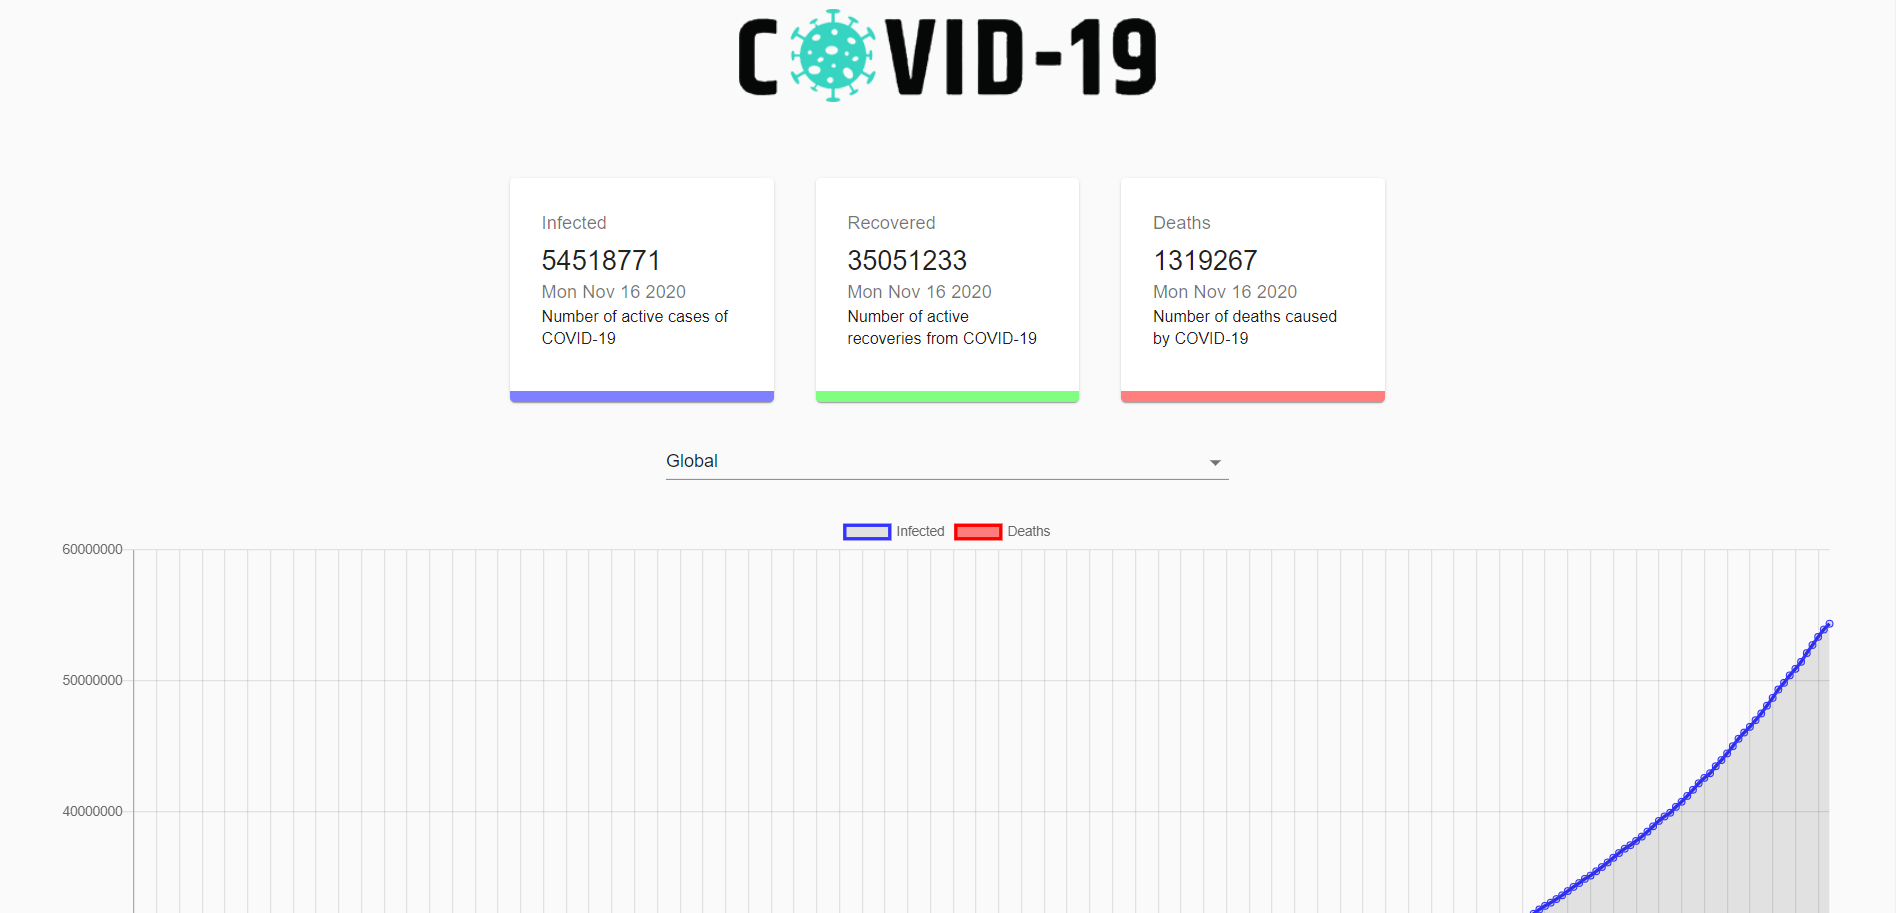 COVID-19
Infected
54518771
Mon Nov 16 2020
Number of active cases of
COVID-19
Recovered
35051233
Mon Nov 16 2020
Number of active
recoveries from COVID-19
Deaths
1319267
Mon Nov 16 2020
Number of deaths caused
by COVID-19
Global
Infected Deaths
60000000
50000000
40000000